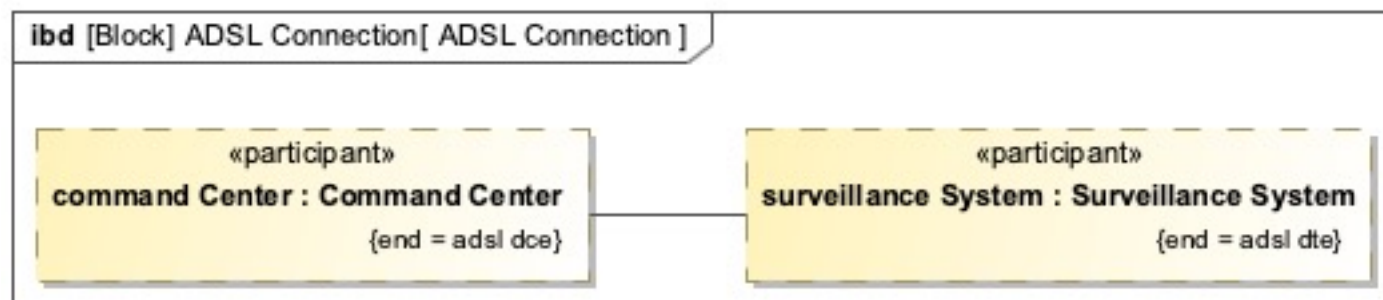 ibd [Block] ADSL Connection[ ADSL Connection ]
«participant»
command Center : Command Center
{end = adsl dce}
«participant»
surveillance System : Surveillance System
{end = adsl dte}